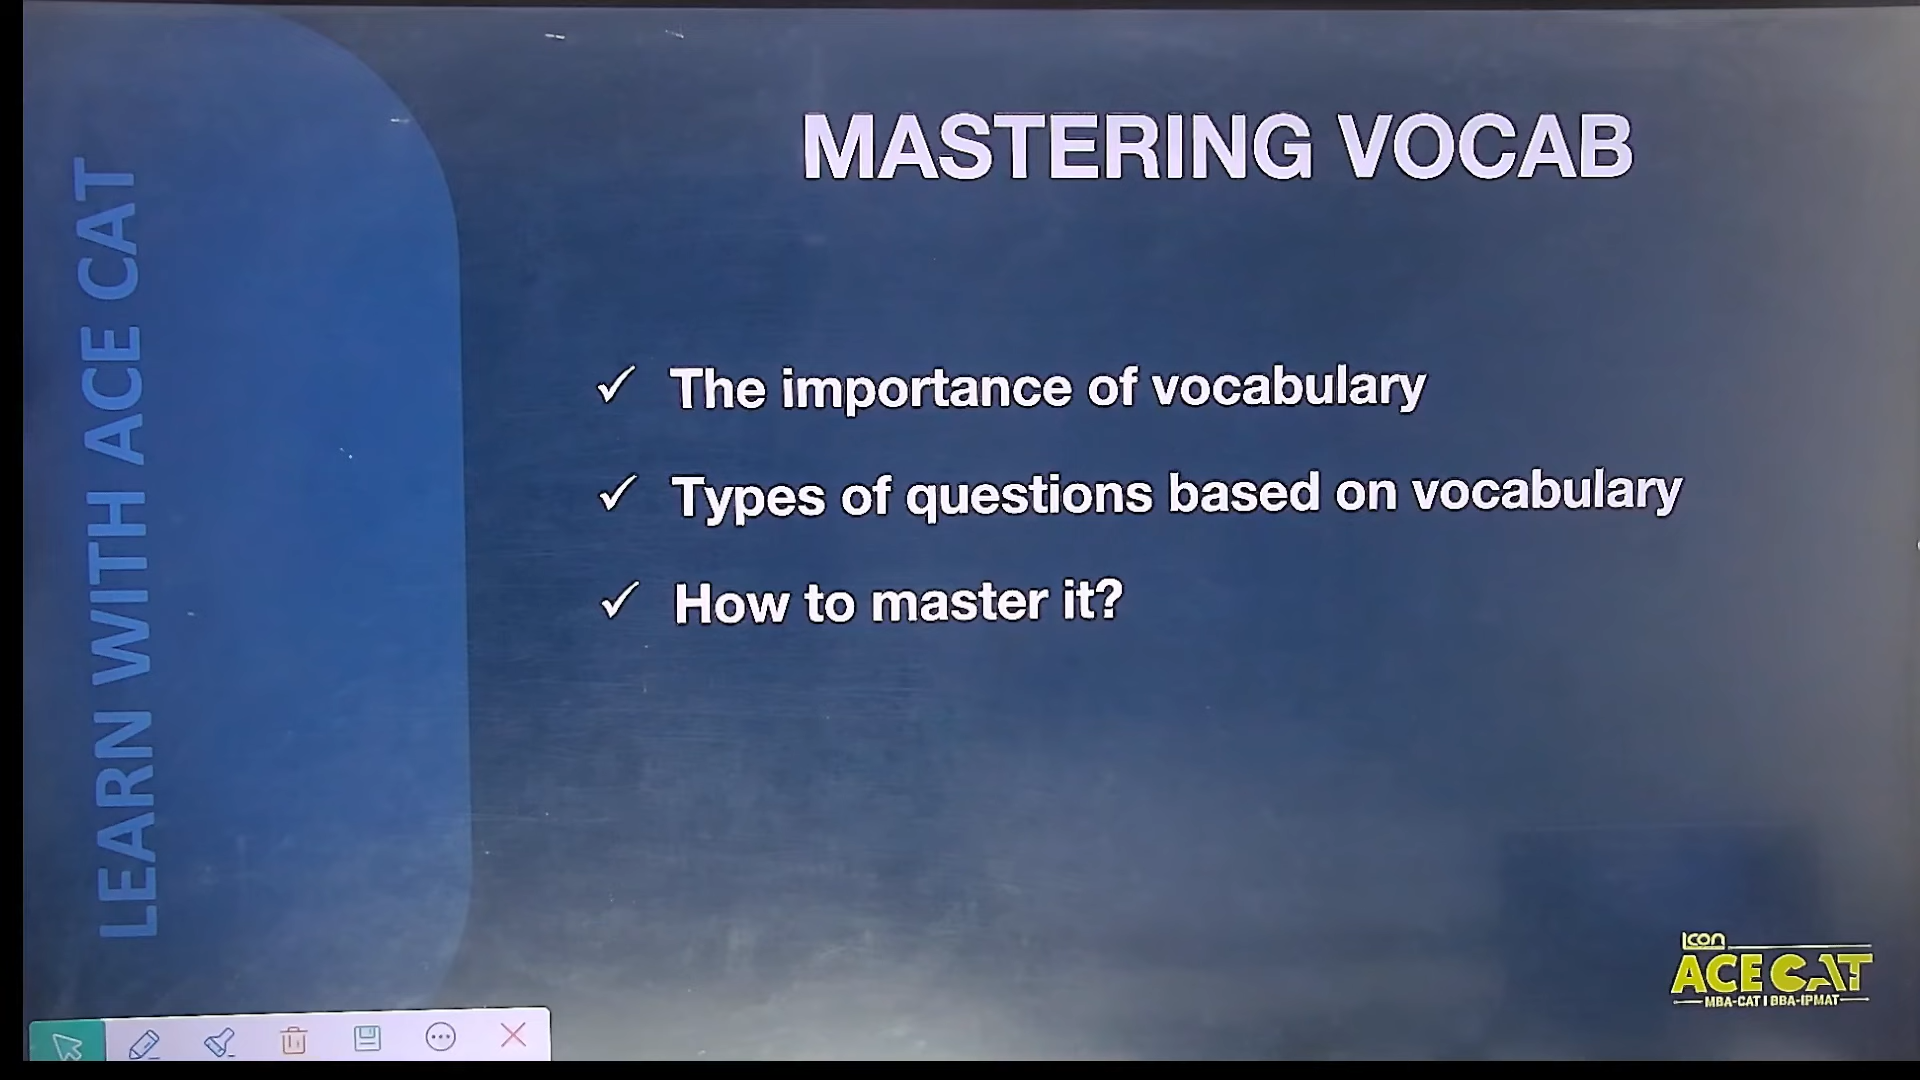 MASTERING VOCAB
✓ The importance of vocabulary
✓ Types of questions based on vocabulary
✓ How to master it?
LEARN WITH ACE CAT
icon
ACE CAT
MBA-CAT I BBA-IPMAT